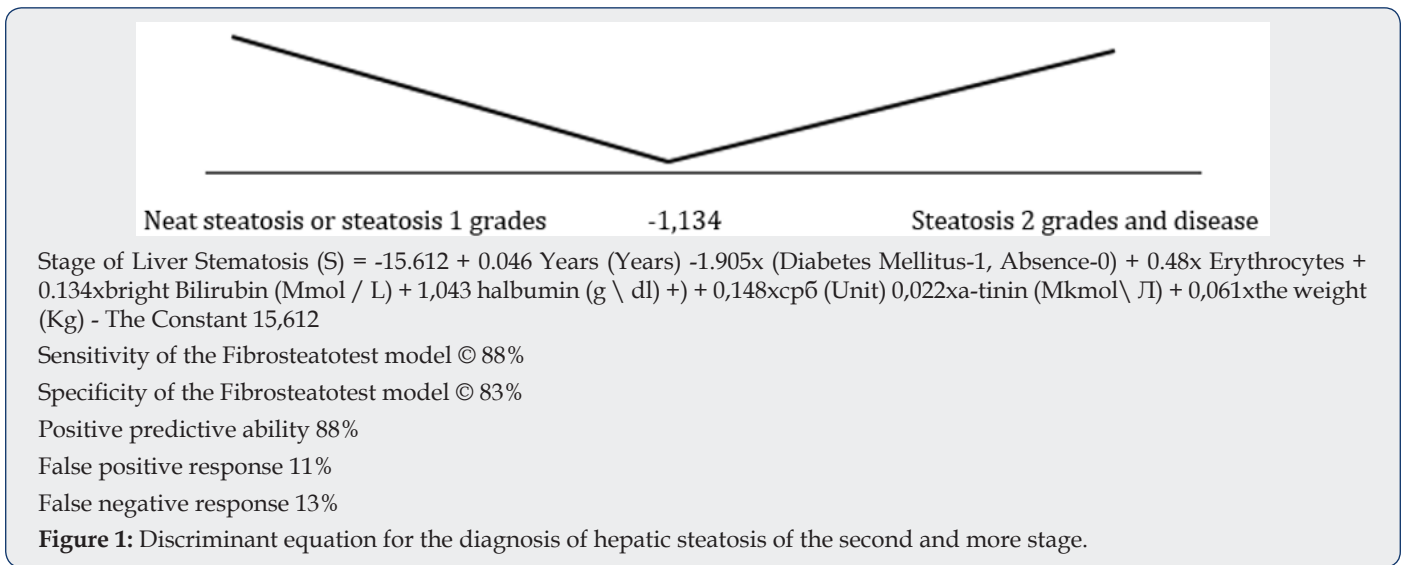 Neat steatosis or steatosis 1 grades -1,134 Steatosis 2 grades and disease
Stage of Liver Stematosis (S) = -15.612 + 0.046 Years (Years) -1.905x (Diabetes Mellitus-1, Absence-0) + 0.48x Erythrocytes +
0.134xbright Bilirubin (Mmol / L) + 1,043 halbumin (g \ dl) +) + 0,148xcpб (Unit) 0,022xa-tinin (Mkmol\ Л) + 0,061xthe weight
(Kg) - The Constant 15,612
Sensitivity of the Fibrosteatotest model © 88%
Specificity of the Fibrosteatotest model © 83%
Positive predictive ability 88%
False positive response 11%
False negative response 13%
Figure 1: Discriminant equation for the diagnosis of hepatic steatosis of the second and more stage.